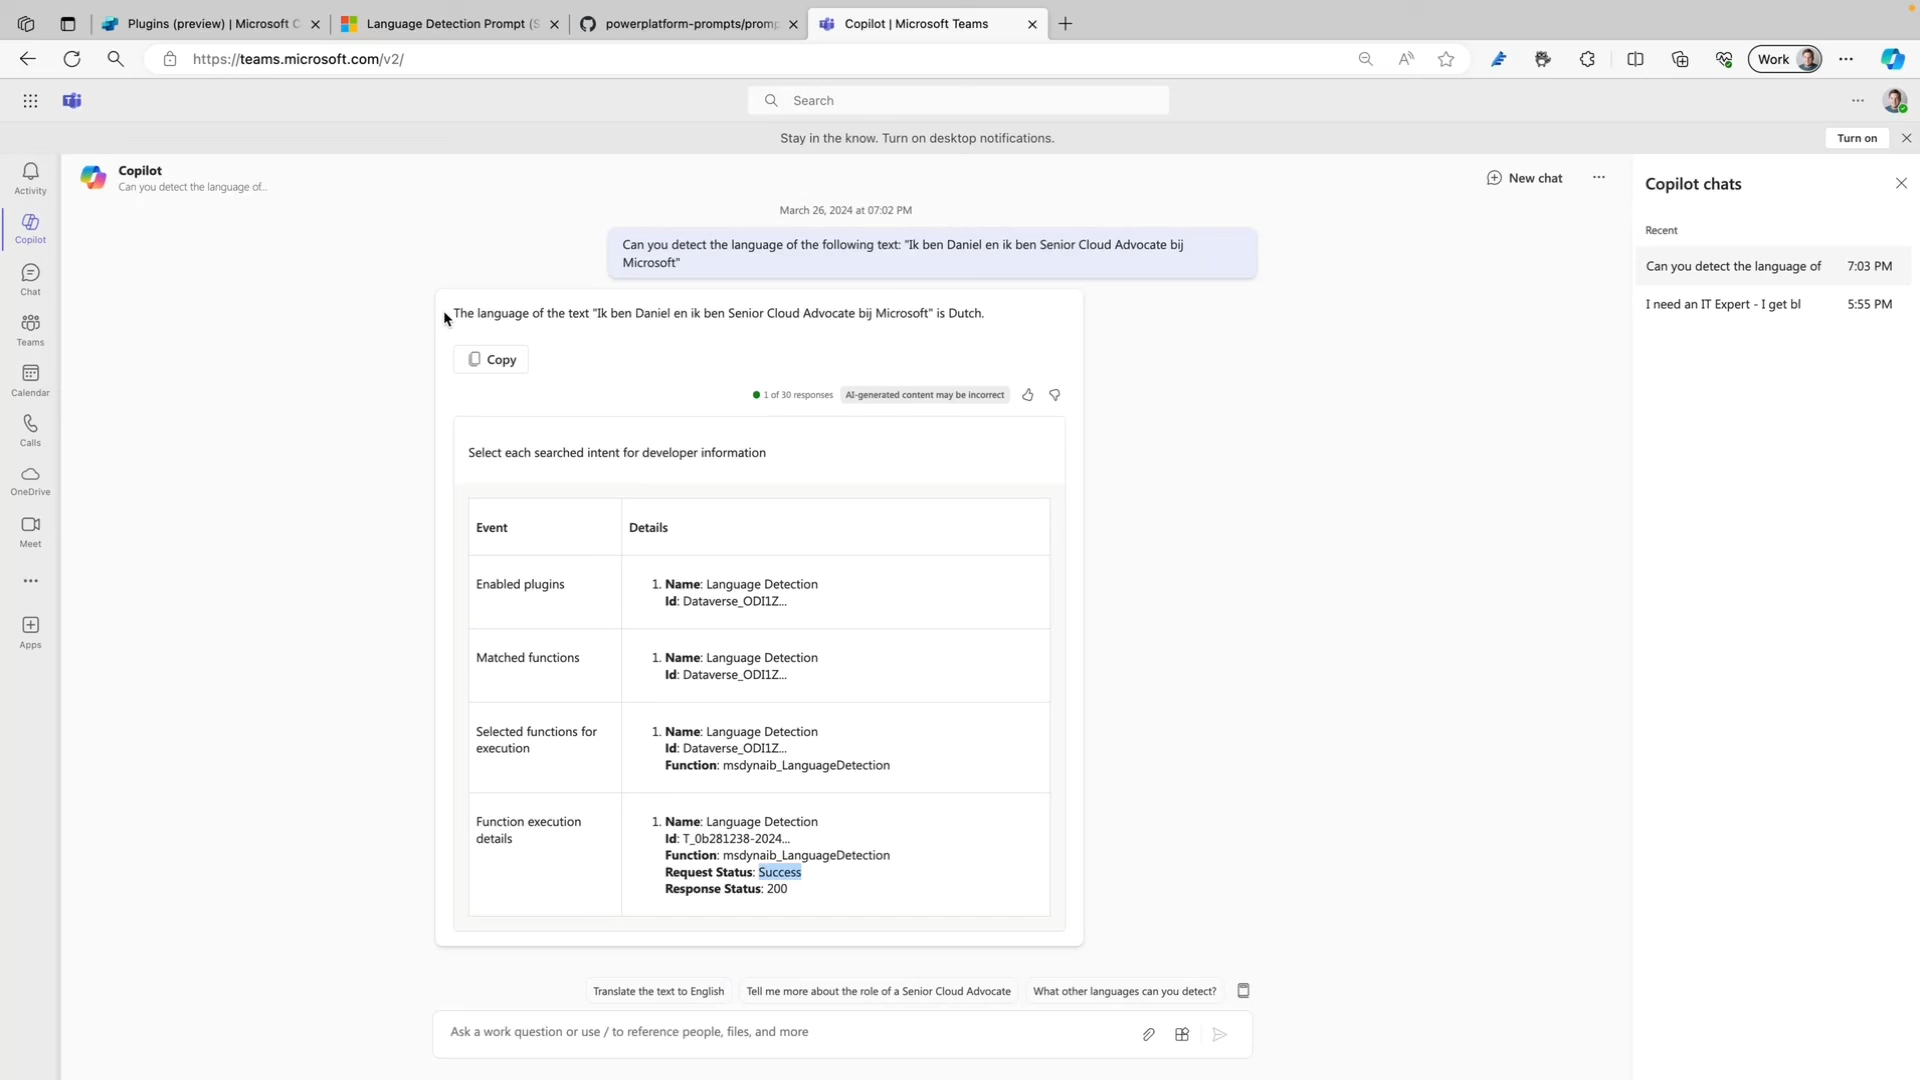 Plugins (preview) | Microsoft C
Language Detection Prompt (S
powerplatform-prompts/promp
Copilot | Microsoft Teams
https://teams.microsoft.com/v2/
Work
Search
Stay in the know. Turn on desktop notifications.
Turn on
Activity
Copilot
Chat
Teams
Calendar
Calls
OneDrive
Meet
Apps
Copilot
Can you detect the language of...
New chat
March 26, 2024 at 07:02 PM
Can you detect the language of the following text: "Ik ben Daniel en ik ben Senior Cloud Advocate bij
Microsoft"
The language of the text "Ik ben Daniel en ik ben Senior Cloud Advocate bij Microsoft" is Dutch.
Copy
1 of 30 responses
AI-generated content may be incorrect
Select each searched intent for developer information
Event
Details
Enabled plugins
1. Name: Language Detection
Id: Dataverse_ODI1Z...
Matched functions
1. Name: Language Detection
Id: Dataverse_ODI1Z...
Selected functions for
execution
1. Name: Language Detection
Id: Dataverse_ODI1Z...
Function: msdynaib_LanguageDetection
Function execution
details
1. Name: Language Detection
Id: T_0b281238-2024...
Function: msdynaib_LanguageDetection
Request Status: Success
Response Status: 200
Translate the text to English
Tell me more about the role of a Senior Cloud Advocate
What other languages can you detect?
Ask a work question or use / to reference people, files, and more
Copilot chats
Recent
Can you detect the language of
7:03 PM
I need an IT Expert - I get bl
5:55 PM